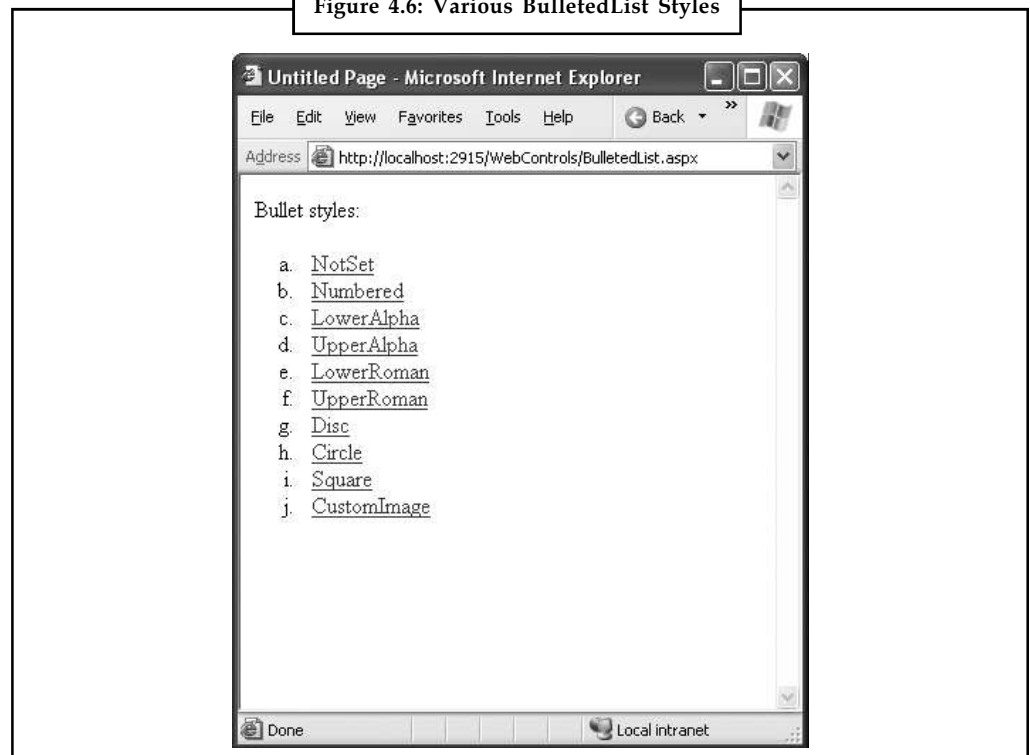 Figure 4.6: Various BulletedList Styles
Untitled Page - Microsoft Internet Explorer
File Edit View Favorites Tools Help Back »
Address http://localhost:2915/WebControls/BulletedList.aspx
Bullet styles:
a. NotSet
b. Numbered
c. LowerAlpha
d. UpperAlpha
e. LowerRoman
f. UpperRoman
g. Disc
h. Circle
i. Square
j. CustomImage
Done Local intranet